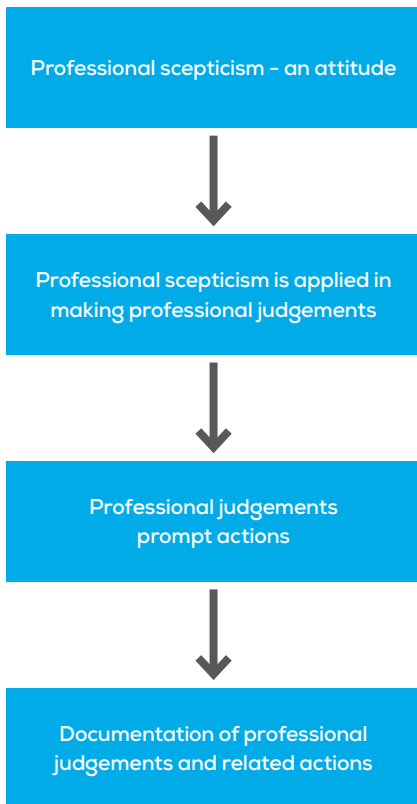 Professional scepticism - an attitude
Professional scepticism is applied in
making professional judgements
Professional judgements
prompt actions
Documentation of professional
judgements and related actions